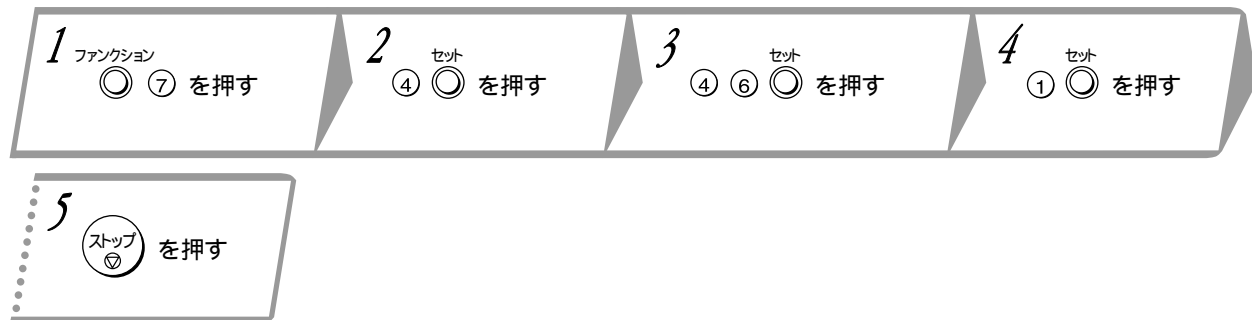 1 ファンクション
⑦ を押す
2 セット
④ を押す
3 セット
④ ⑥ を押す
4 セット
① を押す
5 ストップ を押す